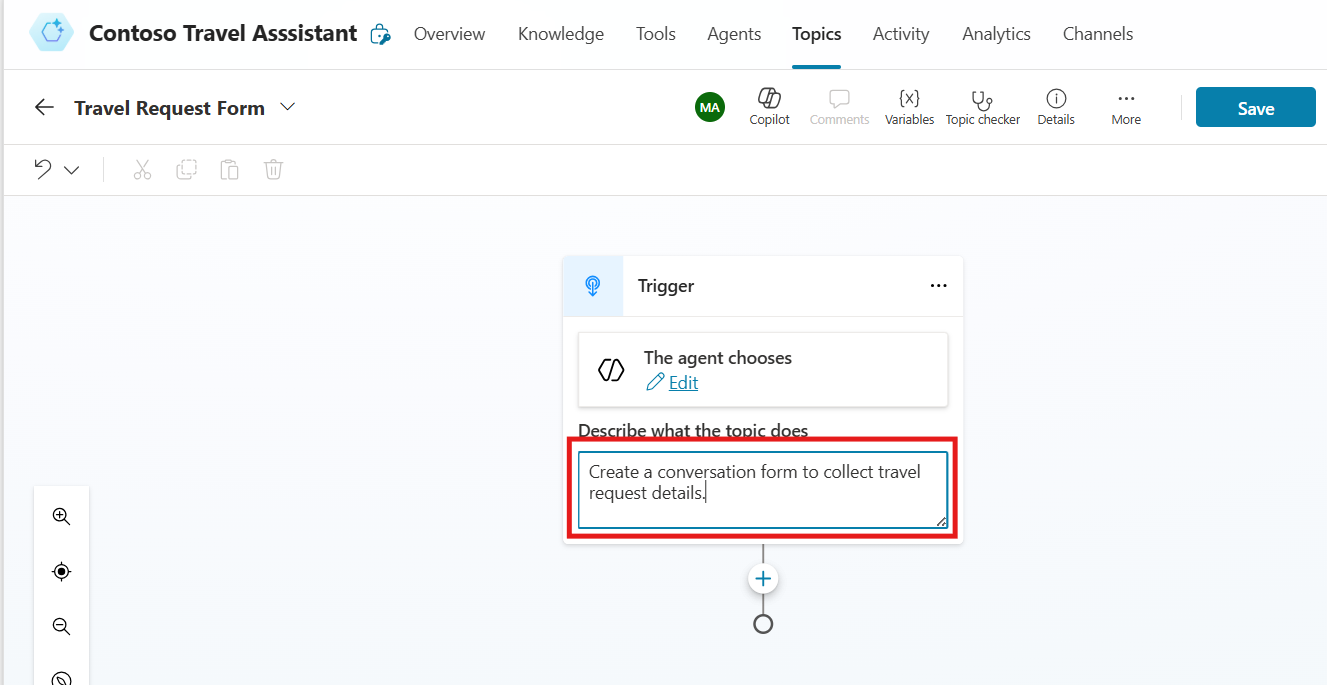 Contoso Travel Asssistant Overview Knowledge Tools Agents Topics Activity Analytics Channels
Travel Request Form
MA Copilot Comments Variables Topic checker Details More Save
Trigger
The agent chooses
Edit
Describe what the topic does
Create a conversation form to collect travel
request details.